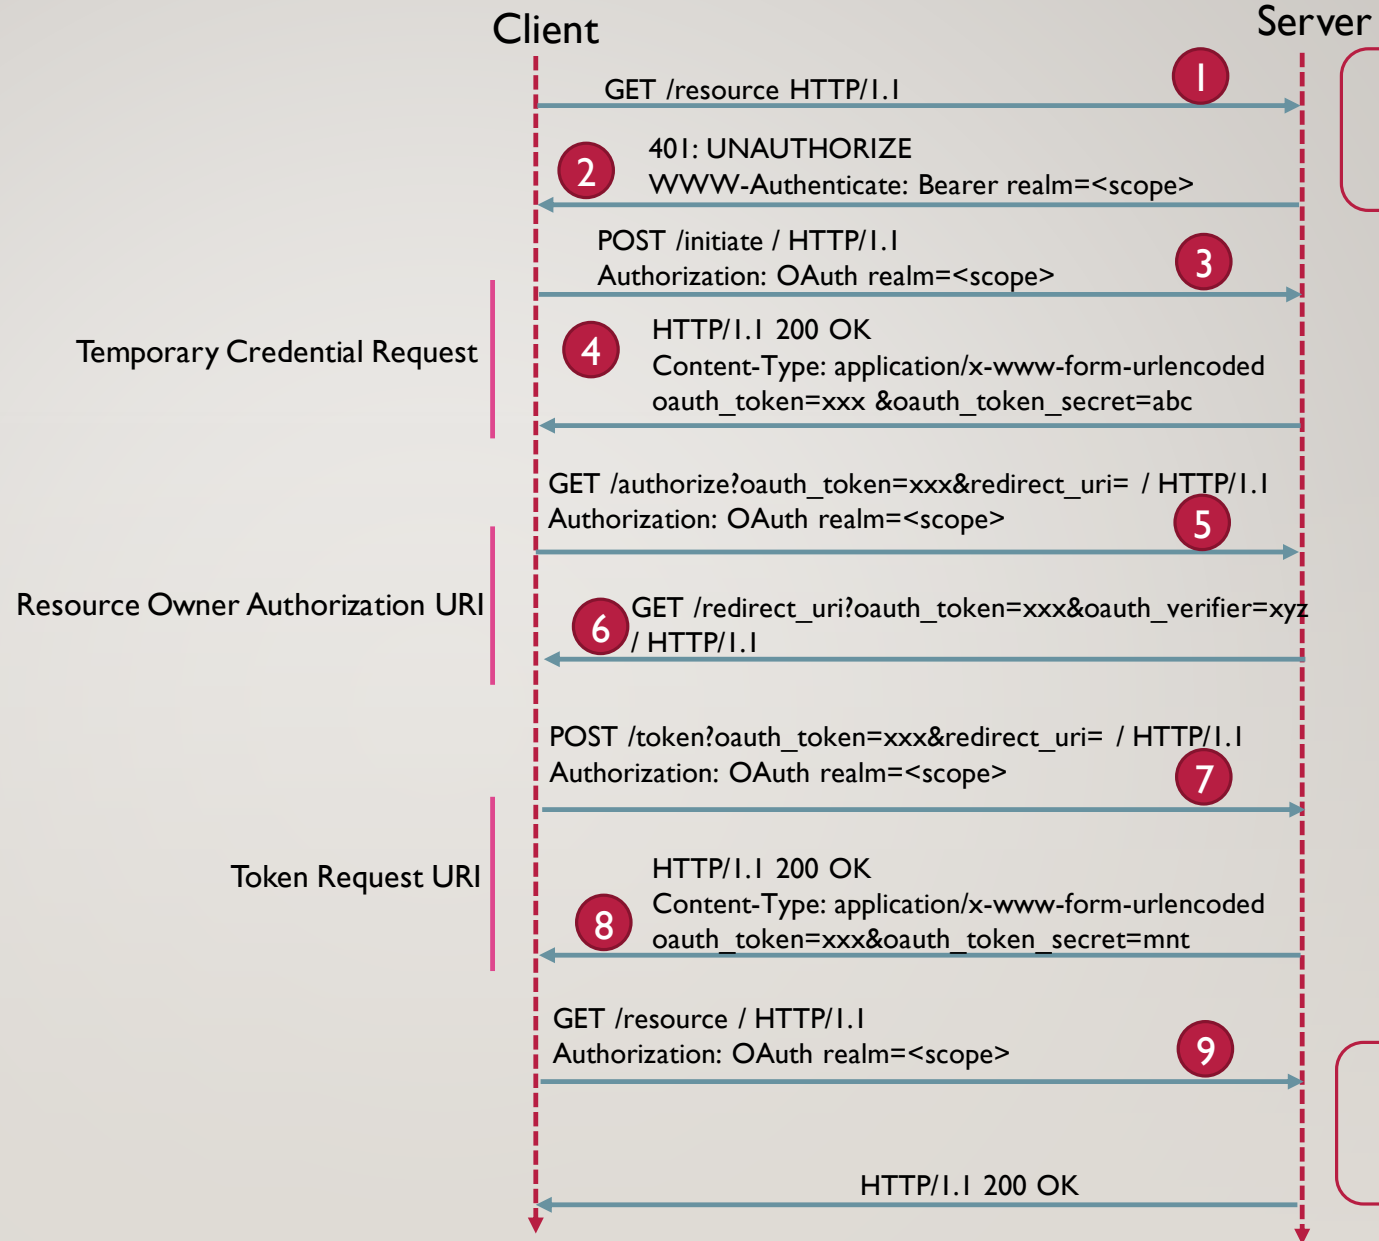 Client
Server
GET /resource HTTP/1.1
1
401: UNAUTHORIZE
2
WWW-Authenticate: Bearer realm=<scope>
POST /initiate / HTTP/1.1
3
Authorization: OAuth realm=<scope>
HTTP/1.1 200 OK
Temporary Credential Request
4
Content-Type: application/x-www-form-urlencoded
oauth_token=xxx &oauth_token_secret=abc
GET /authorize?oauth_token=xxx&redirect_uri= / HTTP/1.1
Authorization: OAuth realm=<scope>
5
Resource Owner Authorization URI
6
GET /redirect_uri?oauth_token=xxx&oauth_verifier=xyz
/ HTTP/1.1
POST /token?oauth_token=xxx&redirect_uri= / HTTP/1.1
Authorization: OAuth realm=<scope>
7
Token Request URI
HTTP/1.1 200 OK
8
Content-Type: application/x-www-form-urlencoded
oauth_token=xxx&oauth_token_secret=mnt
GET /resource / HTTP/1.1
Authorization: OAuth realm=<scope>
9
HTTP/1.1 200 OK